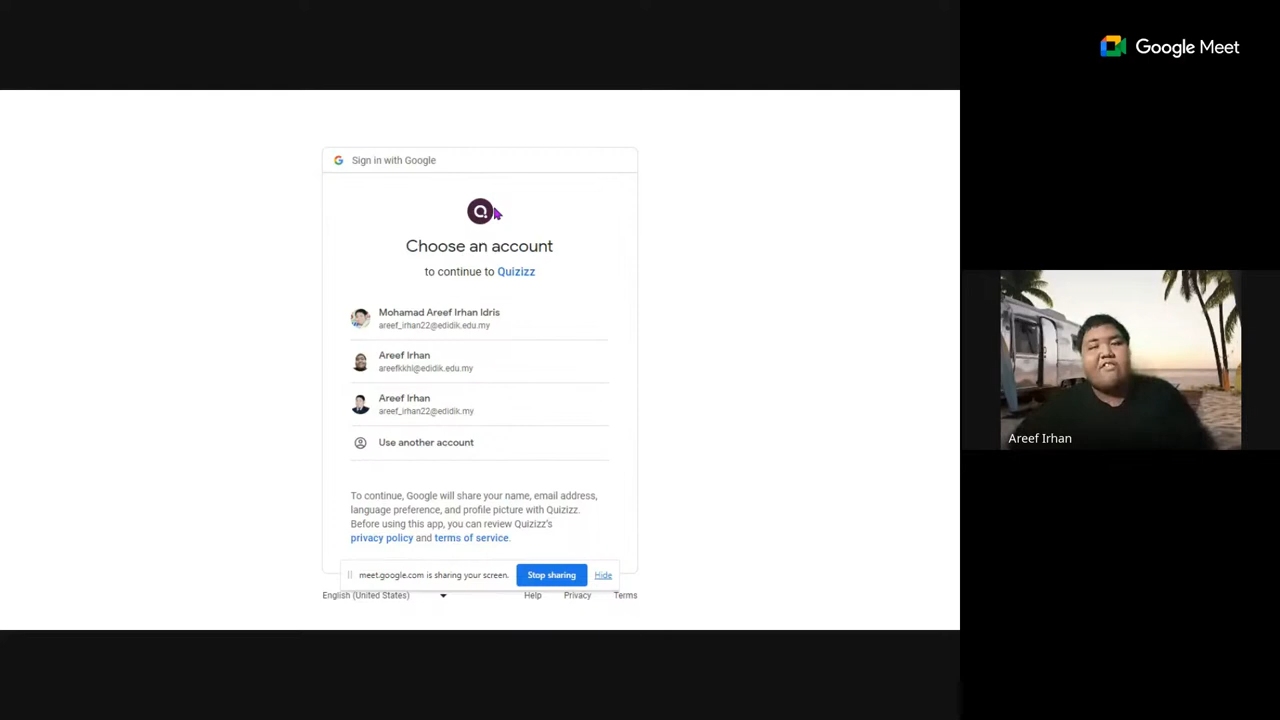 Google Meet
Sign in with Google
Choose an account
to continue to Quizizz
Mohamad Areef Irhan Idris
areef_irhan22@edidik.edu.my
Areef Irhan
areefkkhl@edidik.edu.my
Areef Irhan
areef_irhan22@edidik.my
Use another account
To continue, Google will share your name, email address,
language preference, and profile picture with Quizizz.
Before using this app, you can review Quizizz's
privacy policy and terms of service.
meet.google.com is sharing your screen.
Stop sharing
Hide
English (United States)
Help
Privacy
Terms
Areef Irhan